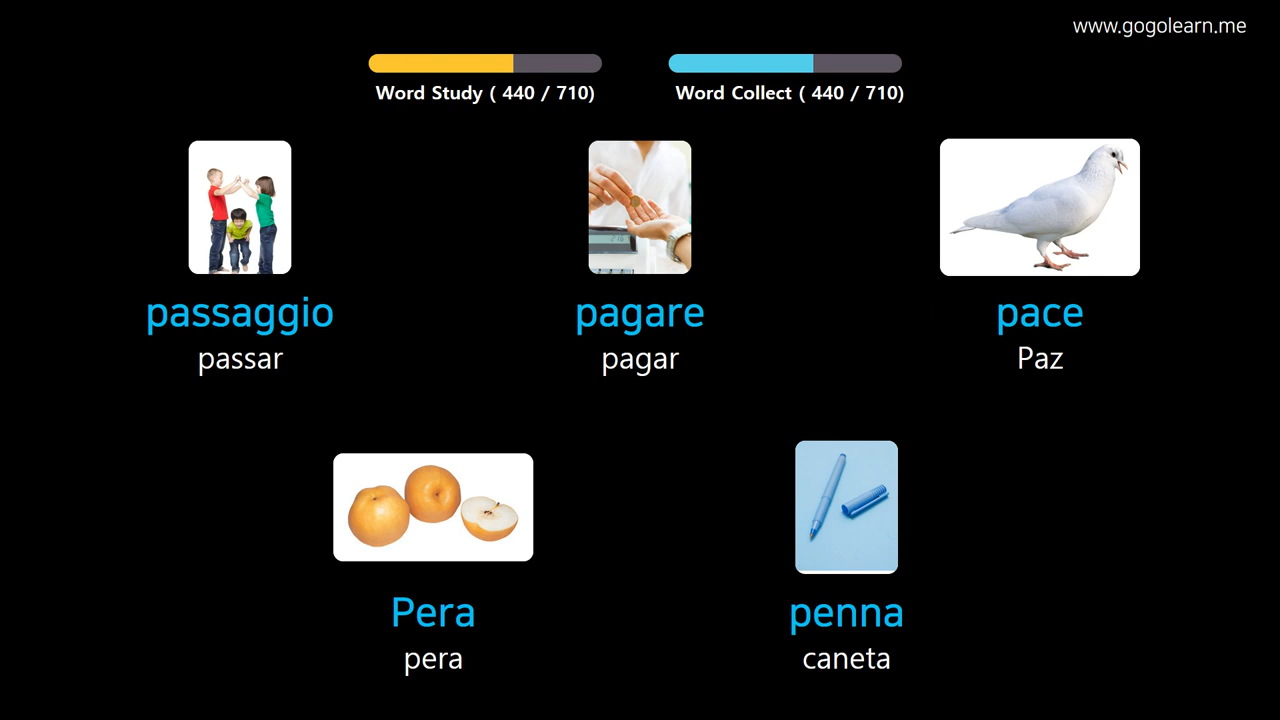 www.gogolearn.me
Word Study ( 440 / 710)
Word Collect ( 440 / 710)
passaggio
passar
pagare
pagar
pace
Paz
Pera
pera
penna
caneta